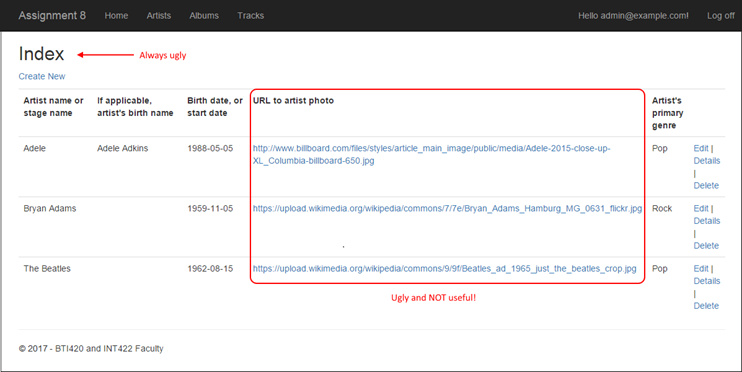 Assignment 8 Home Artists Albums Tracks Hello admin@example.com! Log off
Index Always ugly
Create New
Artist name or stage name If applicable, artist's birth name Birth date, or start date URL to artist photo Artist's primary genre
Adele Adele Adkins 1988-05-05 http://www.billboard.com/files/styles/article_main_image/public/media/Adele-2015-close-up-XL_Columbia-billboard-650.jpg Pop Edit | Details | Delete
Bryan Adams 1959-11-05 https://upload.wikimedia.org/wikipedia/commons/7/7e/Bryan_Adams_Hamburg_MG_0631_flickr.jpg Rock Edit | Details | Delete
The Beatles 1962-08-15 https://upload.wikimedia.org/wikipedia/commons/9/9f/Beatles_ad_1965_just_the_beatles_crop.jpg Pop Edit | Details | Delete
Ugly and NOT useful!
© 2017 - BTI420 and INT422 Faculty